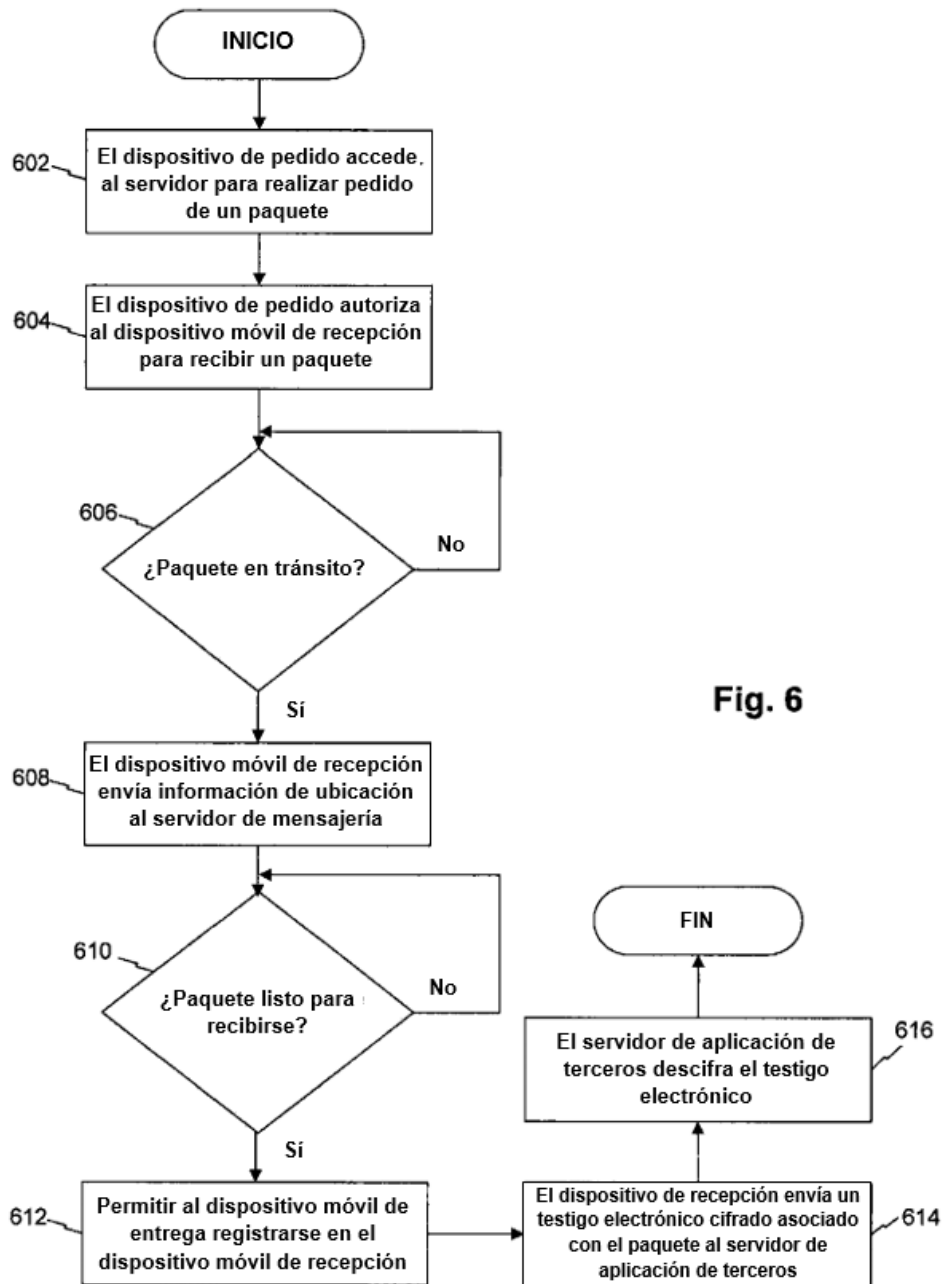 INICIO
602
El dispositivo de pedido accede.
al servidor para realizar pedido
de un paquete
604
El dispositivo de pedido autoriza
al dispositivo móvil de recepción
para recibir un paquete
606
¿Paquete en tránsito?
No
Sí
Fig. 6
608
El dispositivo móvil de recepción
envía información de ubicación
al servidor de mensajería
610
¿Paquete listo para
recibirse?
No
Sí
612
Permitir al dispositivo móvil de
entrega registrarse en el
dispositivo móvil de recepción
El dispositivo de recepción envía un
testigo electrónico cifrado asociado
con el paquete al servidor de
aplicación de terceros
614
El servidor de aplicación de
terceros descifra el testigo
electrónico
616
FIN